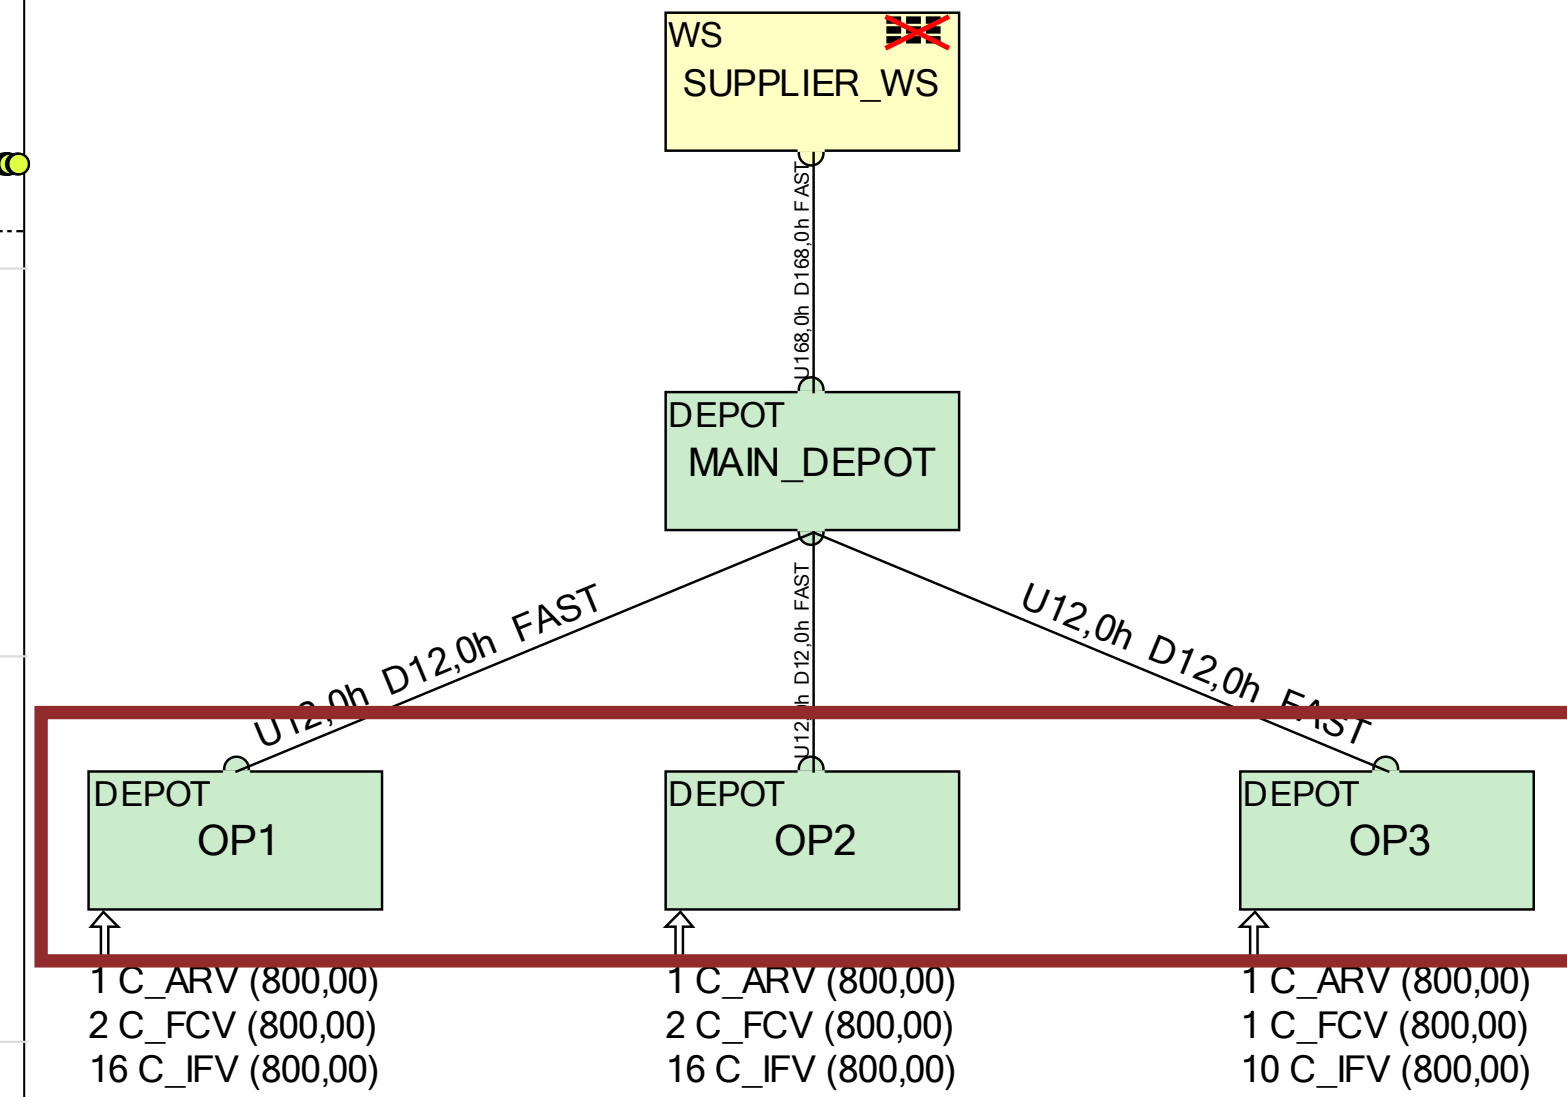 WS
SUPPLIER_WS
U168,0h D168,0h FAST
DEPOT
MAIN_DEPOT
U12,0h D12,0h FAST
U12,0h D12,0h FAST
U12,0h D12,0h FAST
DEPOT
OP1
DEPOT
OP2
DEPOT
OP3
1 C_ARV (800,00)
2 C_FCV (800,00)
16 C_IFV (800,00)
1 C_ARV (800,00)
2 C_FCV (800,00)
16 C_IFV (800,00)
1 C_ARV (800,00)
1 C_FCV (800,00)
10 C_IFV (800,00)